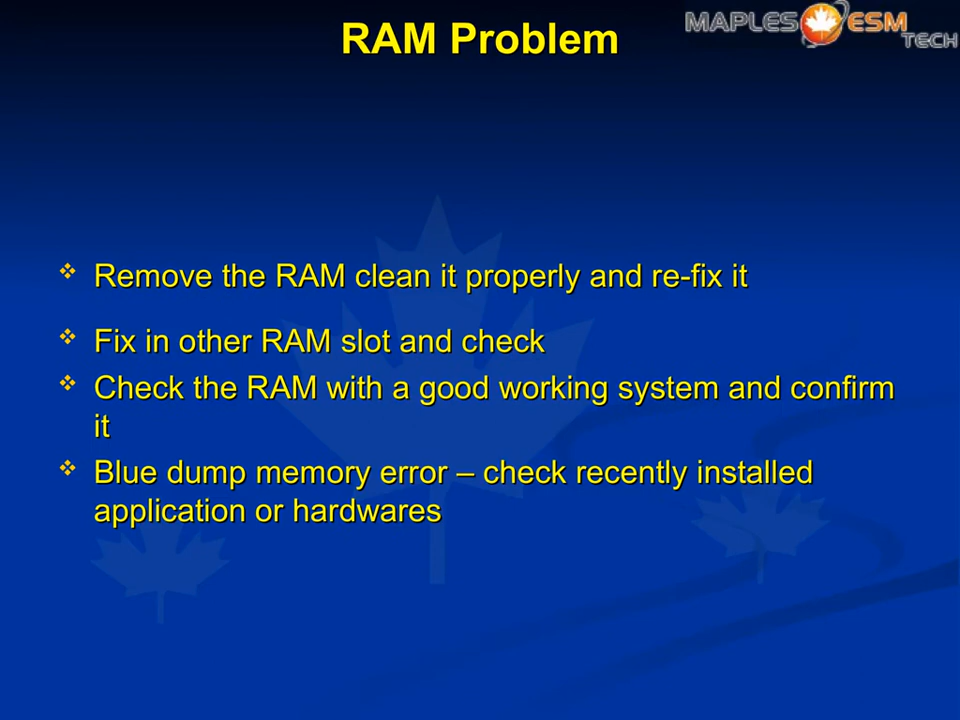 RAM Problem
MAPLES ESM
TECH
Remove the RAM clean it properly and re-fix it
Fix in other RAM slot and check
Check the RAM with a good working system and confirm
it
Blue dump memory error – check recently installed
application or hardwares